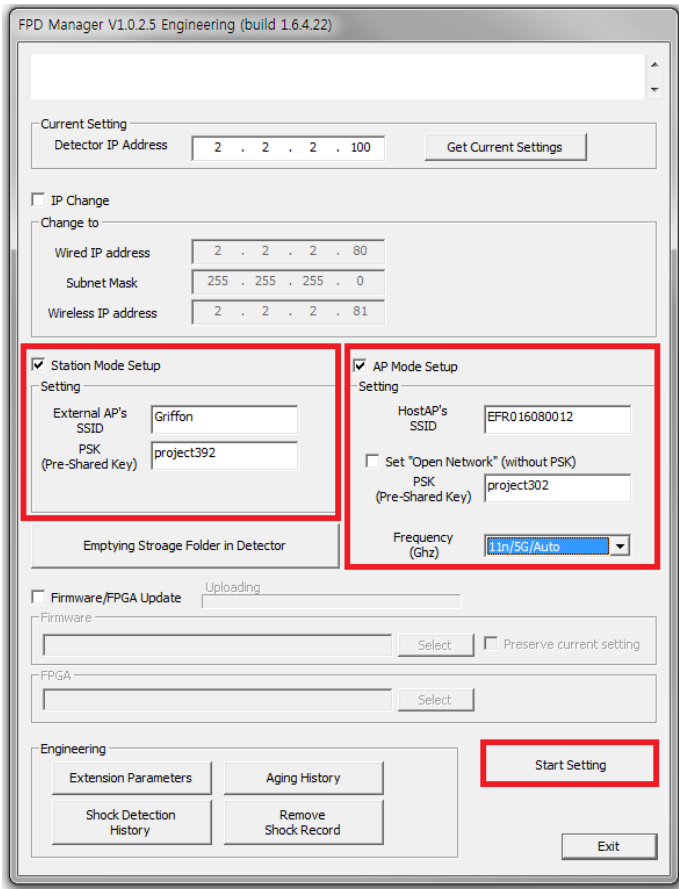 FPD Manager V1.0.2.5 Engineering (build 1.6.4.22)
Current Setting
Detector IP Address 2 . 2 . 2 . 100 Get Current Settings
IP Change
Change to
Wired IP address 2 . 2 . 2 . 80
Subnet Mask 255 . 255 . 255 . 0
Wireless IP address 2 . 2 . 2 . 81
Station Mode Setup
Setting
External AP's
SSID
Griffon
PSK
(Pre-Shared Key)
project392
AP Mode Setup
Setting
HostAP's
SSID
EFR016080012
Set "Open Network" (without PSK)
PSK
(Pre-Shared Key)
project302
Frequency
(Ghz)
11n/5G/Auto
Emptying Stroage Folder in Detector
Firmware/FPGA Update Uploading
Firmware
Select Preserve current setting
FPGA
Select
Engineering
Extension Parameters Aging History
Shock Detection
History
Remove
Shock Record
Start Setting
Exit